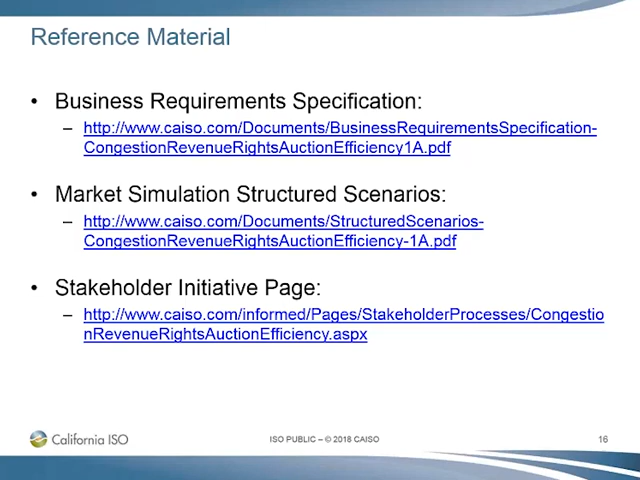 Reference Material
• Business Requirements Specification:
– http://www.caiso.com/Documents/BusinessRequirementsSpecification-
CongestionRevenueRightsAuctionEfficiency1A.pdf
• Market Simulation Structured Scenarios:
– http://www.caiso.com/Documents/StructuredScenarios-
CongestionRevenueRightsAuctionEfficiency-1A.pdf
• Stakeholder Initiative Page:
– http://www.caiso.com/informed/Pages/StakeholderProcesses/Congestio
nRevenueRightsAuctionEfficiency.aspx
California ISO
ISO PUBLIC – © 2018 CAISO
16